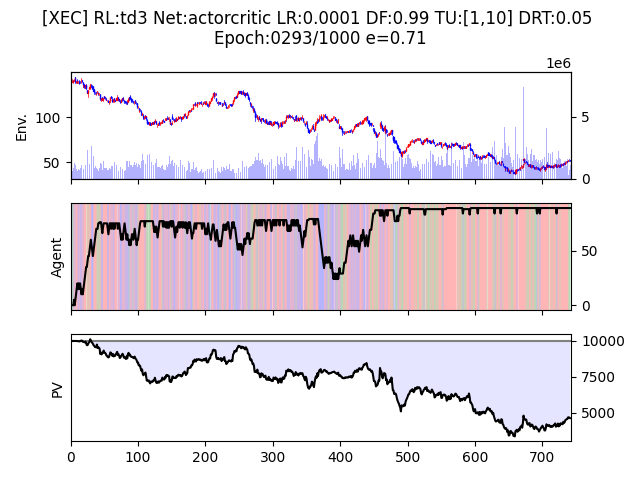 [XEC] RL:td3 Net:actorcritic LR:0.0001 DF:0.99 TU:[1,10] DRT:0.05
Epoch:0293/1000 e=0.71
1e6
Env.
100
50
5
0
Agent
50
0
PV
10000
7500
5000
0 100 200 300 400 500 600 700